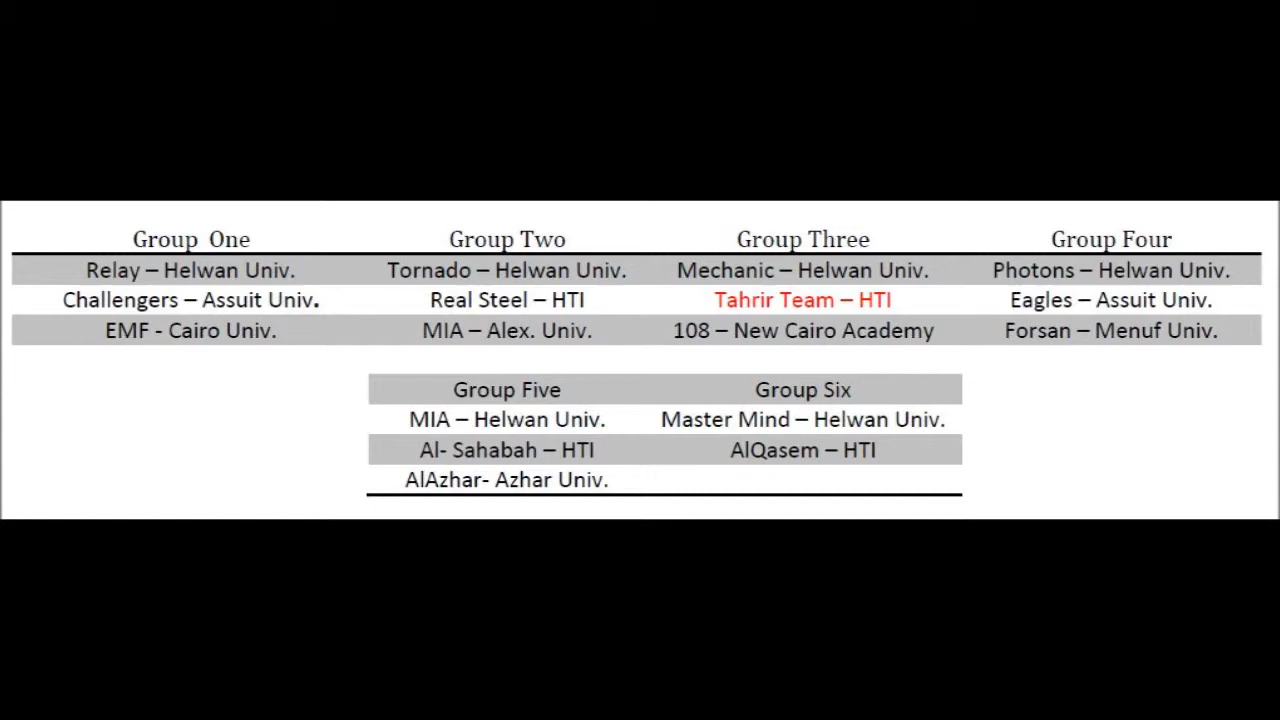 Group One Group Two Group Three Group Four
Relay – Helwan Univ. Tornado – Helwan Univ. Mechanic – Helwan Univ. Photons – Helwan Univ.
Challengers – Assuit Univ. Real Steel – HTI Tahrir Team – HTI Eagles – Assuit Univ.
EMF - Cairo Univ. MIA – Alex. Univ. 108 – New Cairo Academy Forsan – Menuf Univ.
Group Five Group Six
MIA – Helwan Univ. Master Mind – Helwan Univ.
Al- Sahabah – HTI AlQasem – HTI
AlAzhar- Azhar Univ.